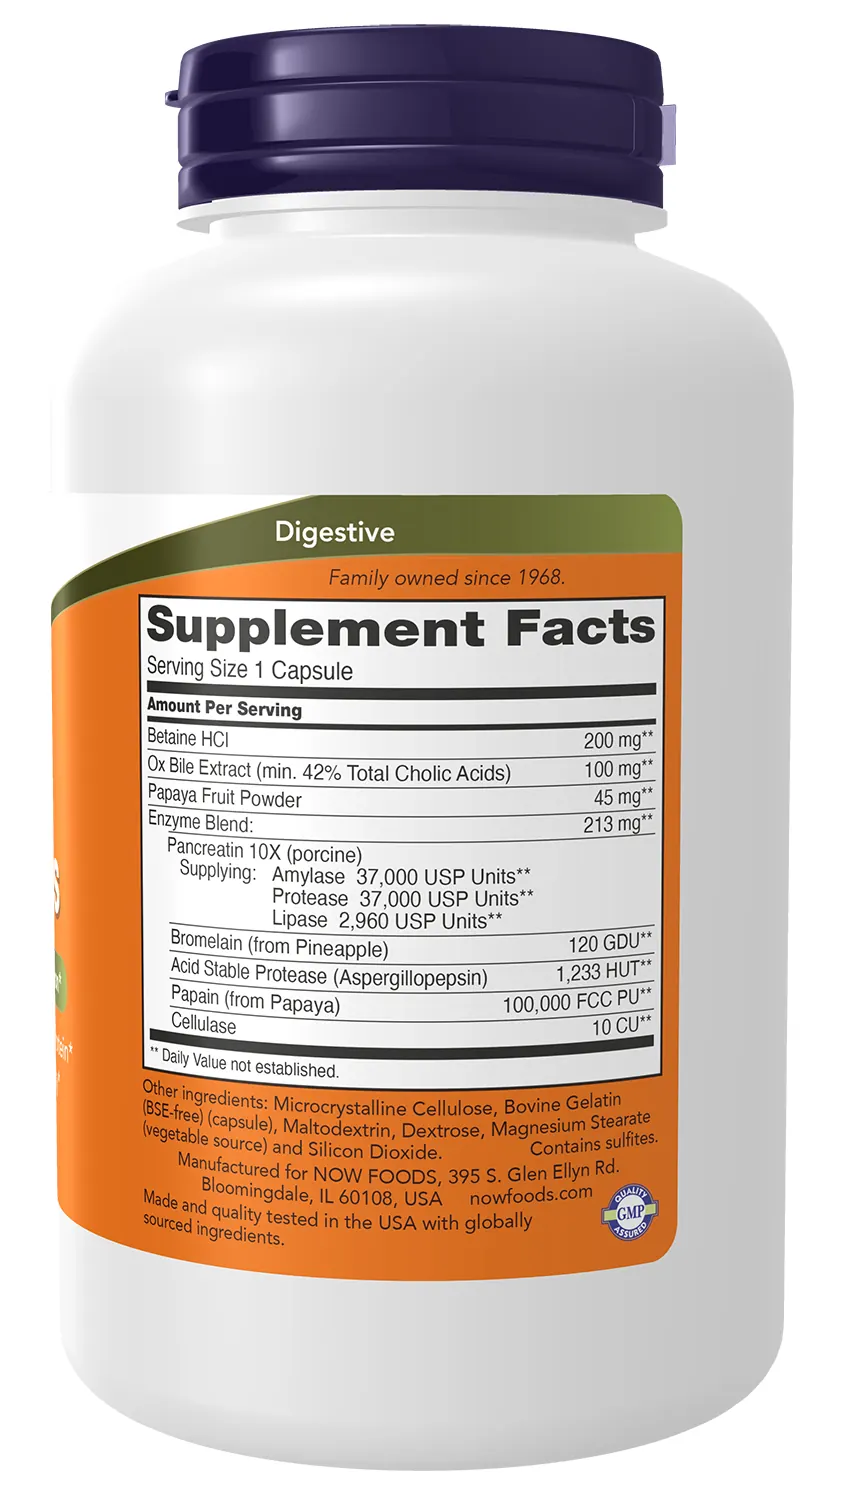 Digestive
Family owned since 1968.
Supplement Facts
Serving Size 1 Capsule
Amount Per Serving
Betaine HCl 200 mg**
Ox Bile Extract (min. 42% Total Cholic Acids) 100 mg**
Papaya Fruit Powder 45 mg**
Enzyme Blend: 213 mg**
Pancreatin 10X (porcine)
Supplying: Amylase 37,000 USP Units**
Protease 37,000 USP Units**
Lipase 2,960 USP Units**
Bromelain (from Pineapple) 120 GDU**
Acid Stable Protease (Aspergillopepsin) 1,233 HUT**
Papain (from Papaya) 100,000 FCC PU**
Cellulase 10 CU**
** Daily Value not established.
Other ingredients: Microcrystalline Cellulose, Bovine Gelatin
(BSE-free) (capsule), Maltodextrin, Dextrose, Magnesium Stearate
(vegetable source) and Silicon Dioxide. Contains sulfites.
Manufactured for NOW FOODS, 395 S. Glen Ellyn Rd.
Bloomingdale, IL 60108, USA nowfoods.com
Made and quality tested in the USA with globally
sourced ingredients.
QUALITY
GMP
ASSURED